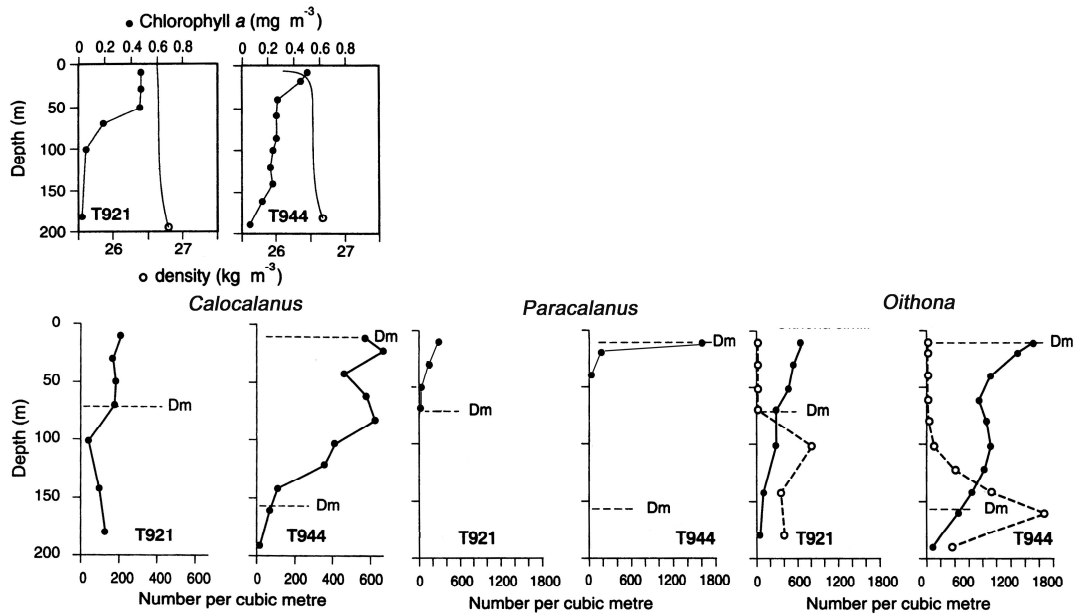 ● Chlorophyll a (mg m-3)
0 0.2 0.4 0.6 0.8
0 0.2 0.4 0.6 0.8
0
50
100
150
200
Depth (m)
T921
T944
26 27
26 27
o density (kg m-3)
Calocalanus
Paracalanus
Oithona
0
50
100
150
200
Depth (m)
Dm
T921
Dm
Dm
T944
Dm
T921
Dm
Dm
T944
Dm
T921
Dm
Dm
T944
0 200 400 600
0 200 400 600
0 600 1200 1800
0 600 1200 1800
0 600 1200 1800
0 600 1200 1800
Number per cubic metre
Number per cubic metre
Number per cubic metre